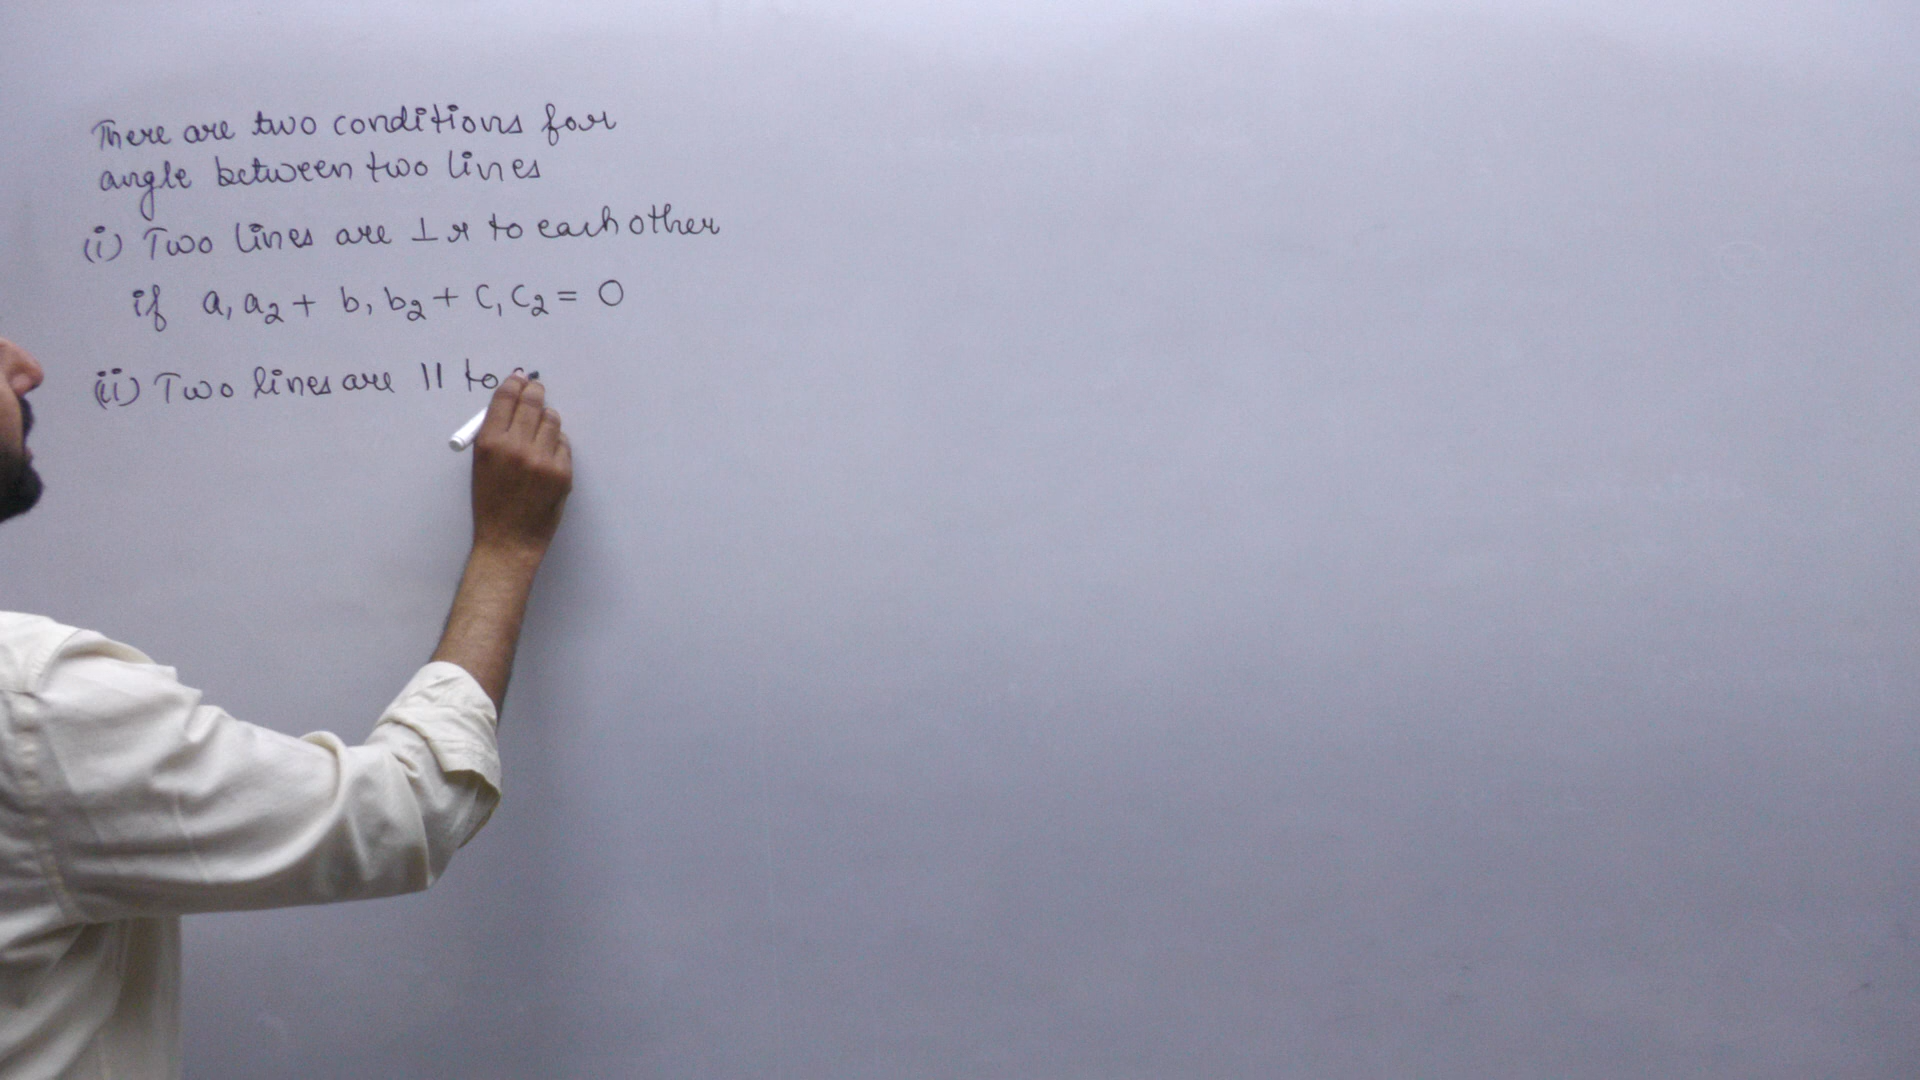 There are two conditions for
angle between two lines
(i) Two lines are ⊥r to each other
if a₁a₂ + b₁b₂ + c₁c₂ = 0
(ii) Two lines are || to